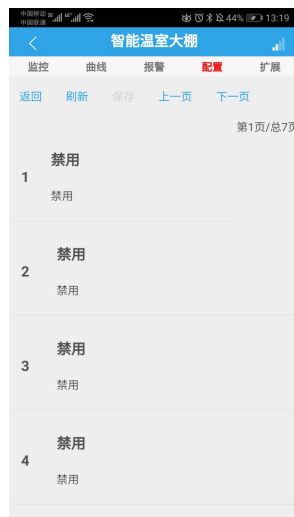 中国移动 26 46 44% 13:19
中国联通
智能温室大棚
监控 曲线 报警 配置 扩展
返回 刷新 保存 上一页 下一页
第1页/总7页
1 禁用
禁用
2 禁用
禁用
3 禁用
禁用
4 禁用
禁用